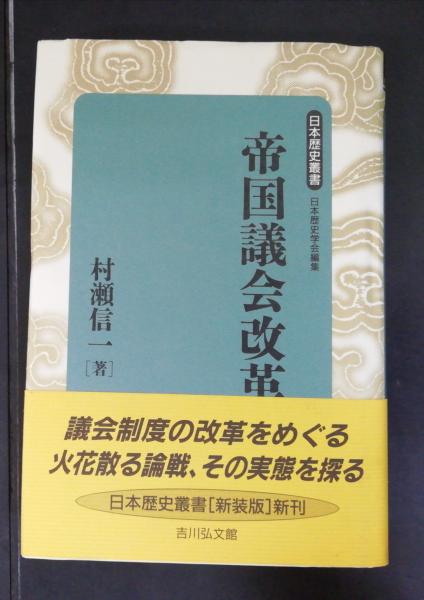 日本歴史叢書
日本歴史学会編集
帝国議会改革
村瀬信一[著]
議会制度の改革をめぐる
火花散る論戦、その実態を探る
日本歴史叢書[新装版]新刊
吉川弘文館